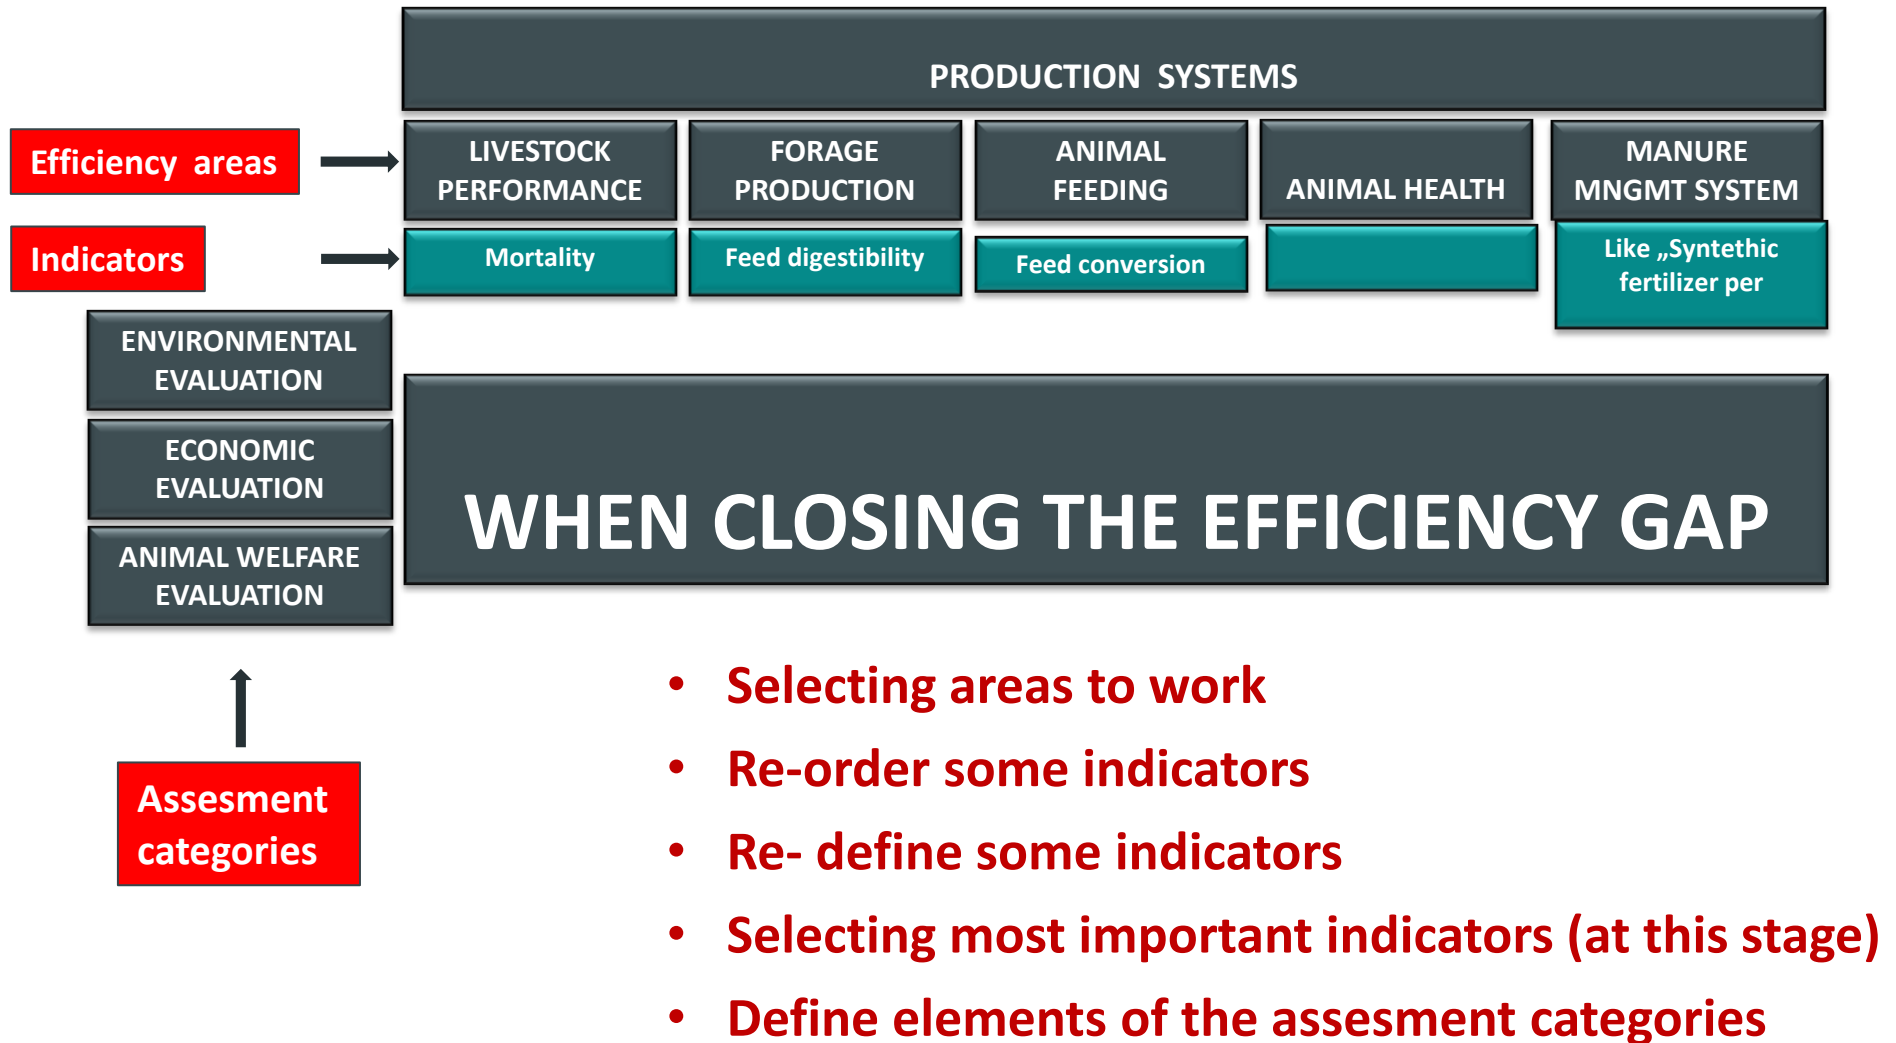 PRODUCTION SYSTEMS
Efficiency areas
LIVESTOCK
PERFORMANCE
FORAGE
PRODUCTION
ANIMAL
FEEDING
ANIMAL HEALTH
MANURE
MNGMT SYSTEM
Indicators
Mortality
Feed digestibility
Feed conversion
Like „Syntethic
fertilizer per
ENVIRONMENTAL
EVALUATION
ECONOMIC
EVALUATION
ANIMAL WELFARE
EVALUATION
WHEN CLOSING THE EFFICIENCY GAP
Assesment
categories
• Selecting areas to work
• Re-order some indicators
• Re- define some indicators
• Selecting most important indicators (at this stage)
• Define elements of the assesment categories